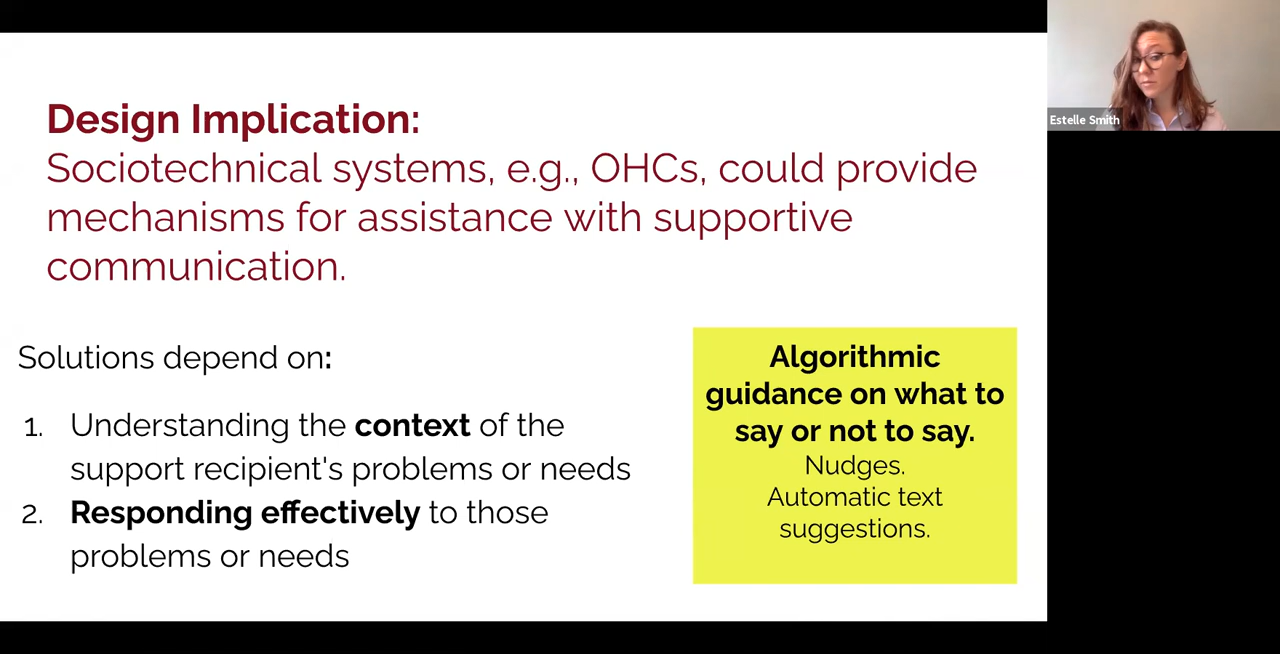 Design Implication:
Sociotechnical systems, e.g., OHCs, could provide
mechanisms for assistance with supportive
communication.
Solutions depend on:
1. Understanding the context of the
support recipient's problems or needs
2. Responding effectively to those
problems or needs
Algorithmic
guidance on what to
say or not to say.
Nudges.
Automatic text
suggestions.
Estelle Smith